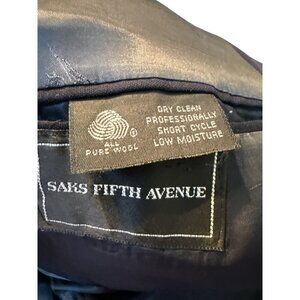 ALL
PURE WOOL
®
DRY CLEAN
PROFESSIONALLY
SHORT CYCLE
LOW MOISTURE
SAKS FIFTH AVENUE